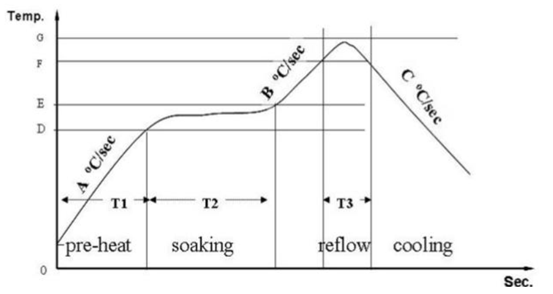 Temp.
G
F
E
D
0
A °C/sec
B °C/sec
C °C/sec
T1
T2
T3
pre-heat
soaking
reflow
cooling
Sec.